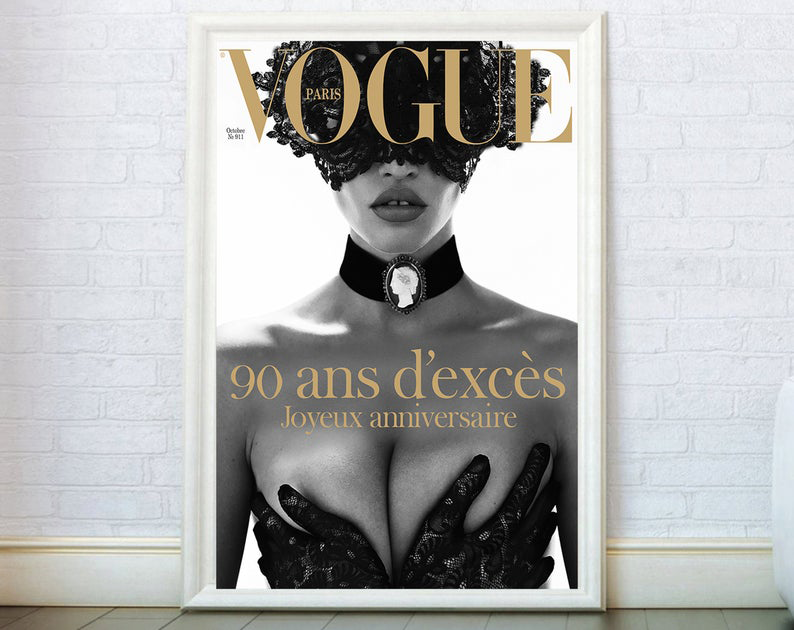 VOGUE
PARIS
Octobre
№ 911
90 ans d'excès
Joyeux anniversaire